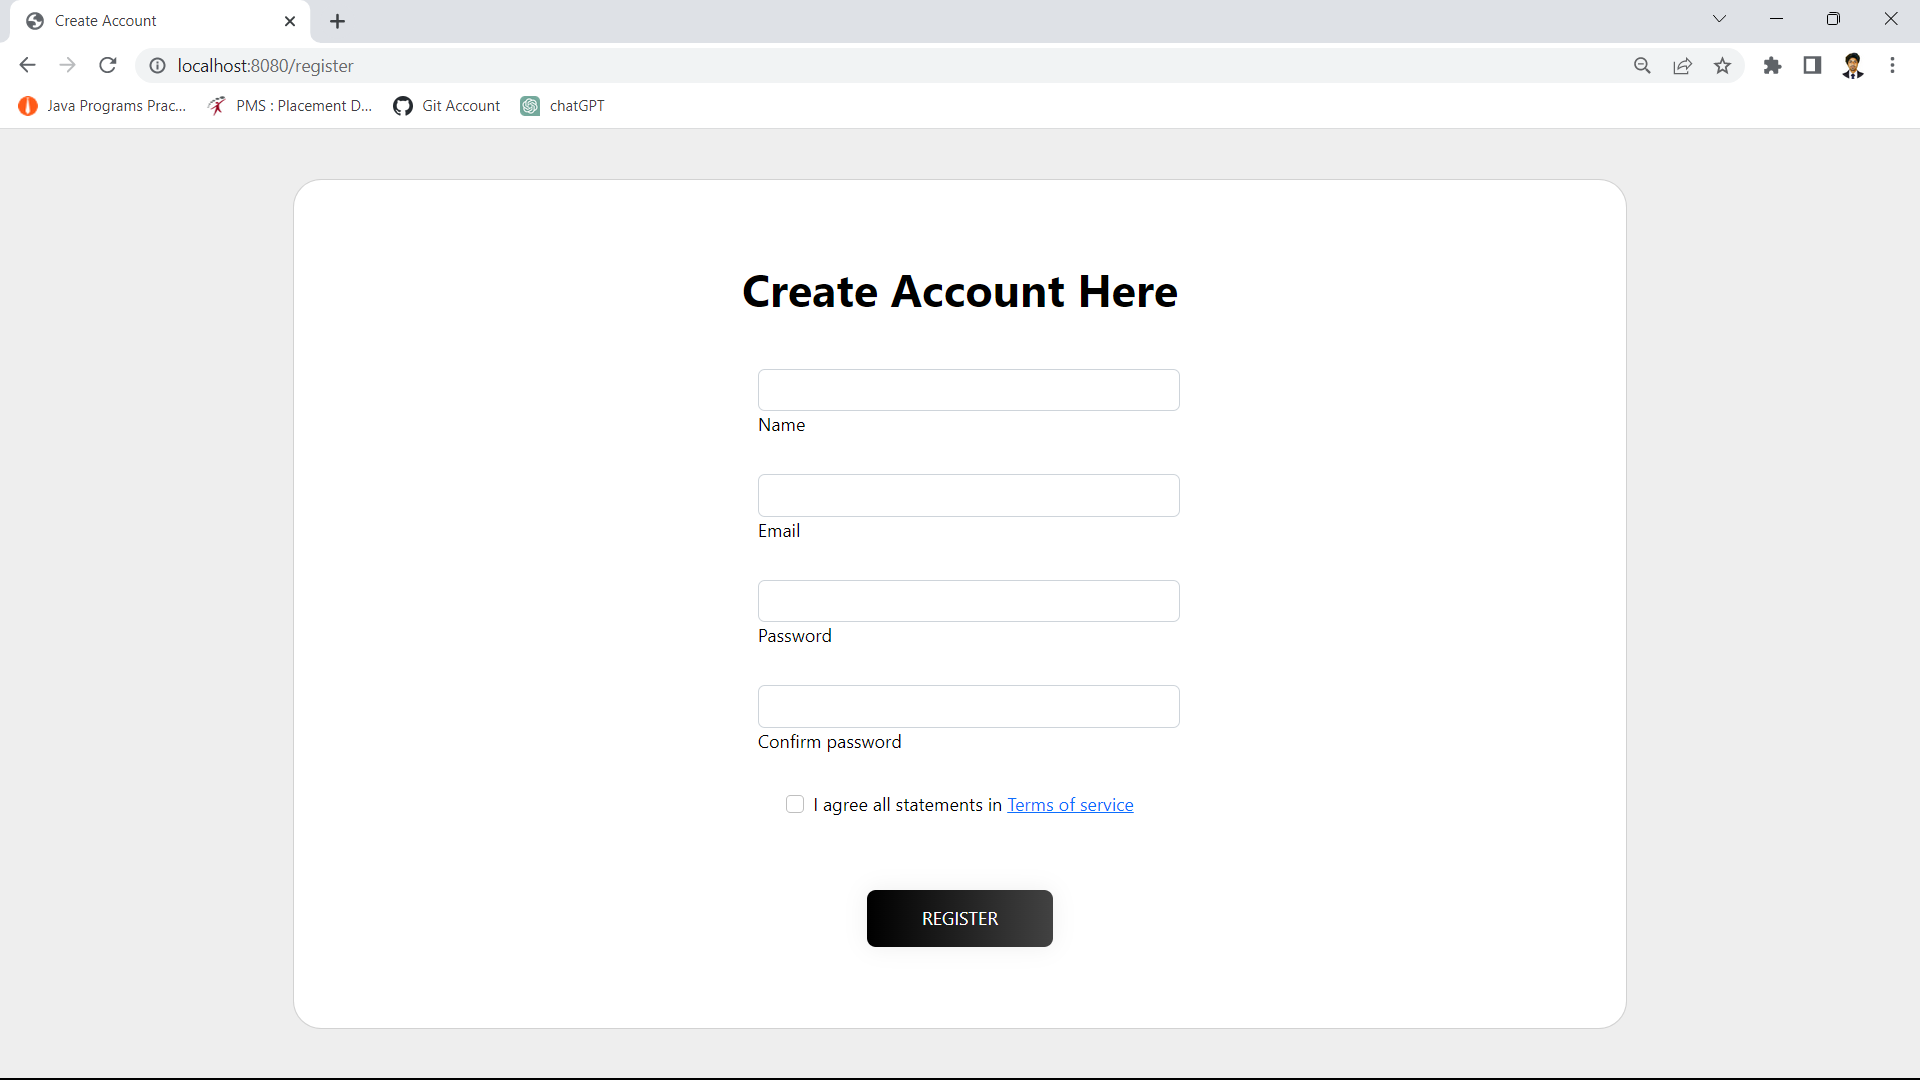 Create Account
localhost:8080/register
Java Programs Prac...
PMS : Placement D...
Git Account
chatGPT
Create Account Here
Name
Email
Password
Confirm password
I agree all statements in Terms of service
REGISTER